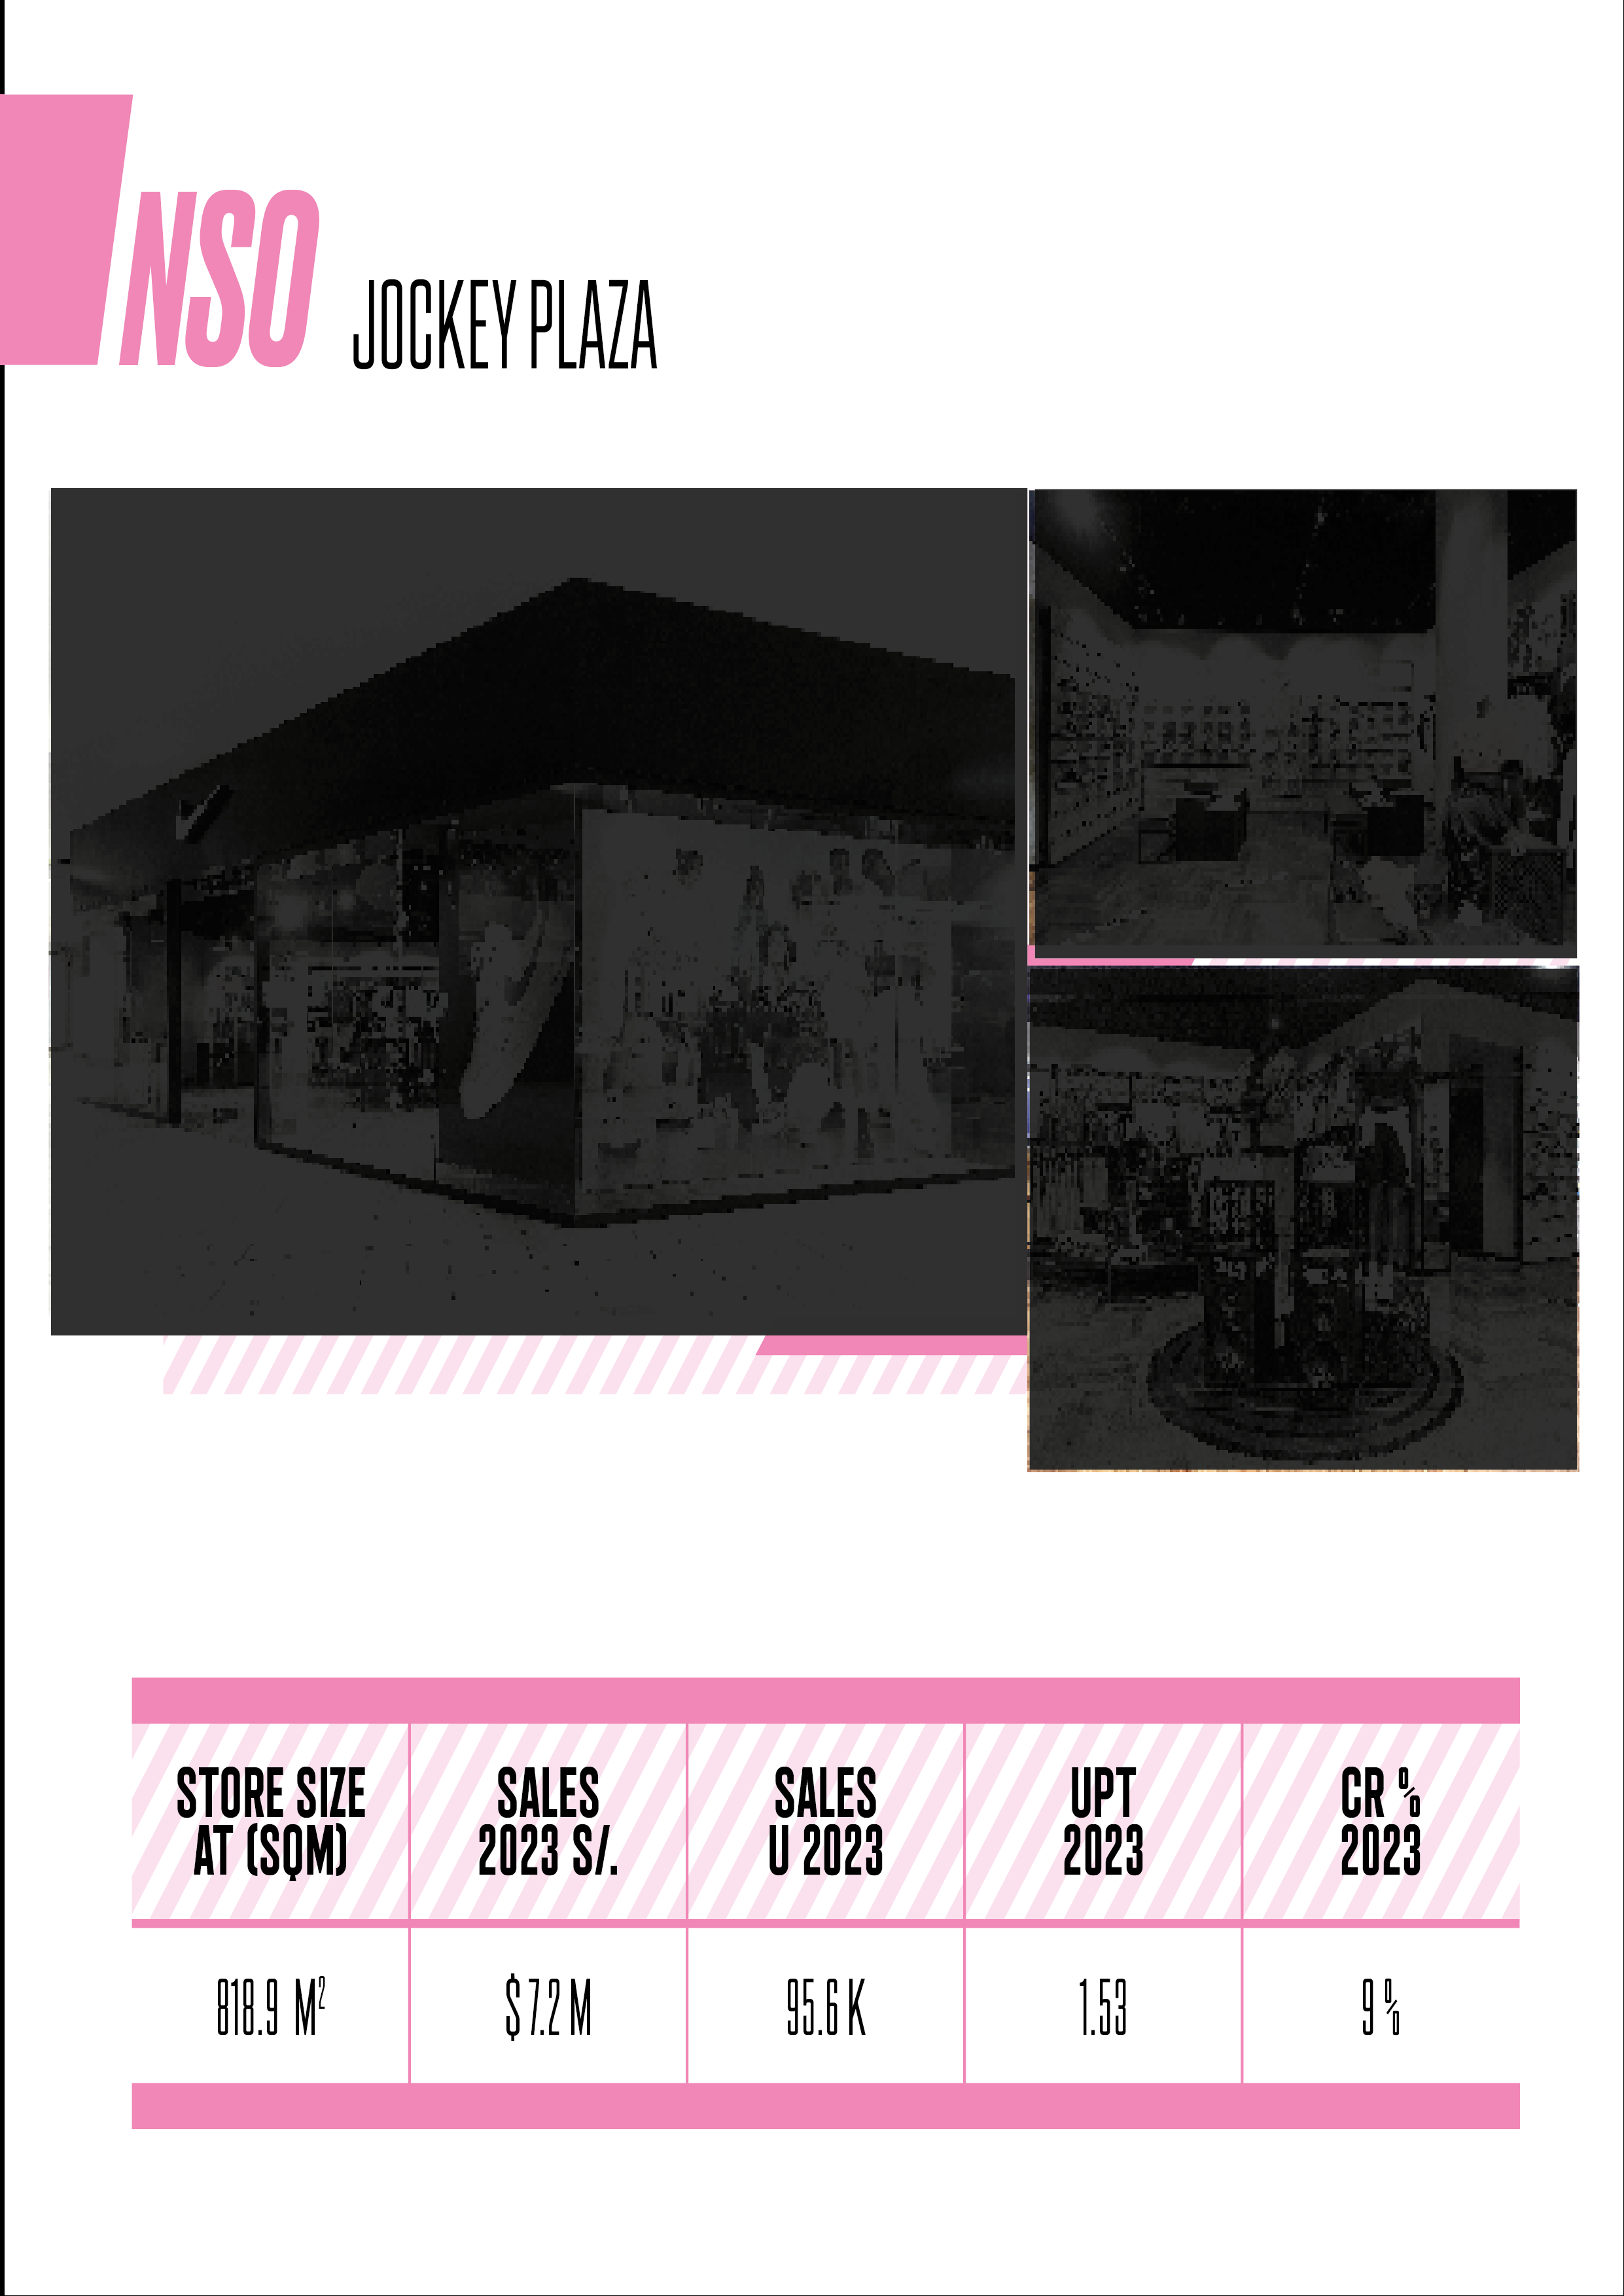 NSO JOCKEY PLAZA
STORE SIZE
AT (SQM)
SALES
2023 S/.
SALES
U 2023
UPT
2023
CR %
2023
818.9 M²
$ 7.2 M
95.6 K
1.53
9 %